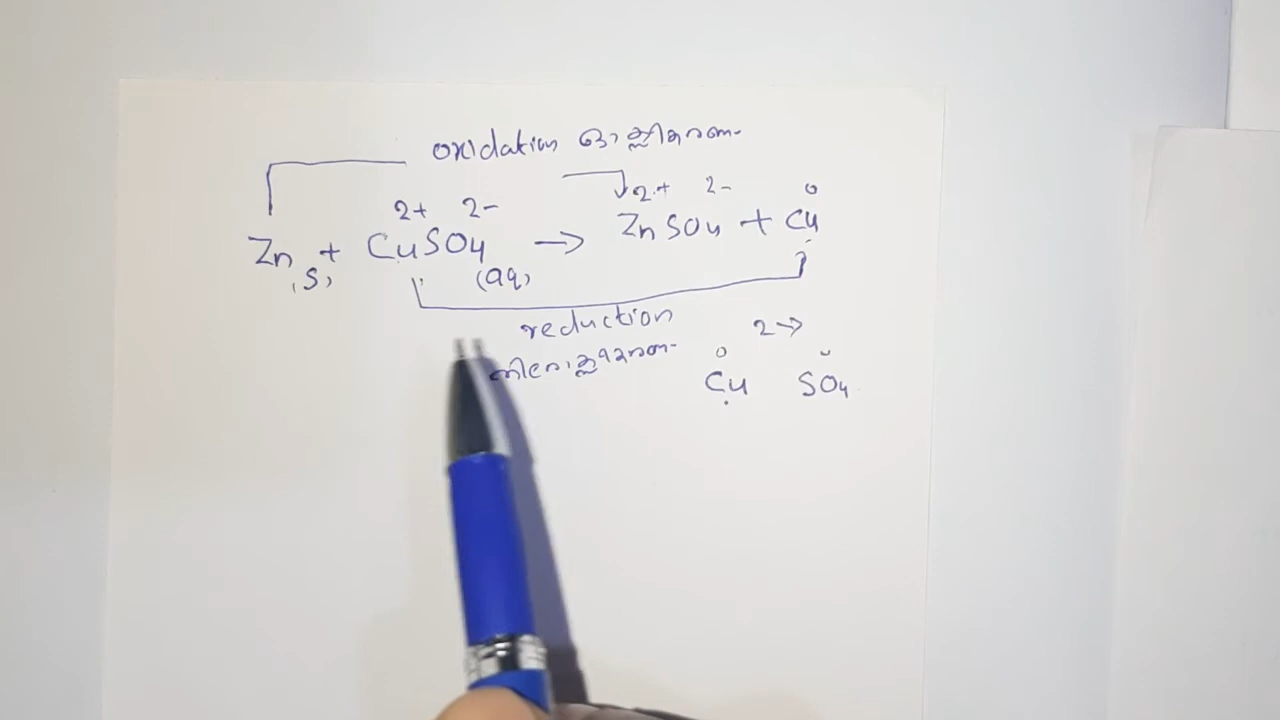 oxidation ഓക്സീകരണം
2+ 2- 2+ 2- 0
Zn(s) + CuSO4 (aq) → ZnSO4 + Cu
reduction
നിരോക്സീകരണം
0 2→
Cu SO4